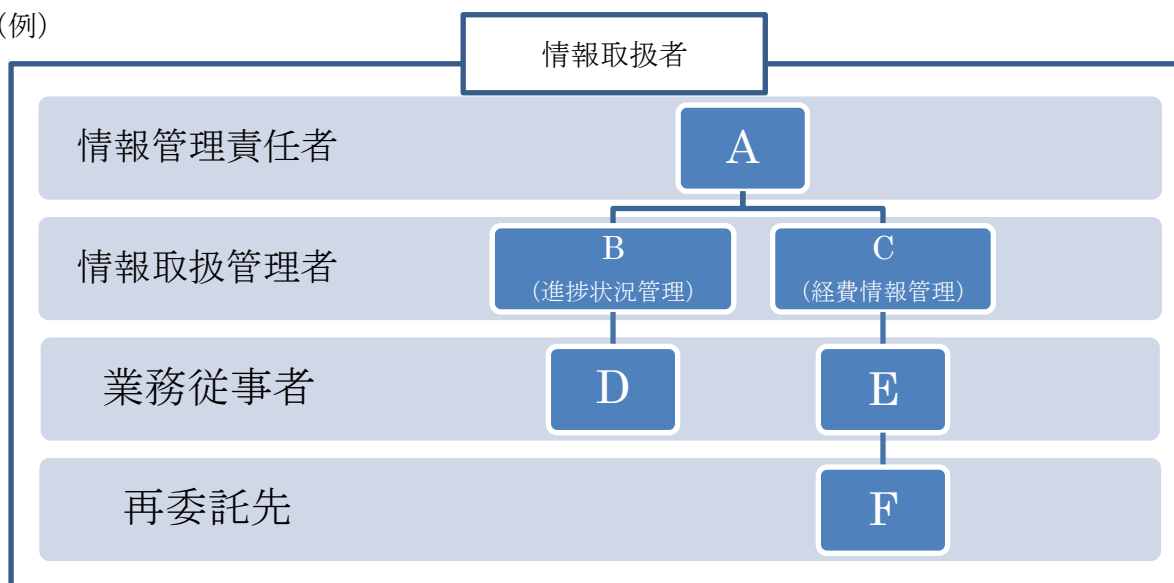 (例)
情報取扱者
情報管理責任者
A
情報取扱管理者
B
(進捗状況管理)
C
(経費情報管理)
業務従事者
D
E
再委託先
F